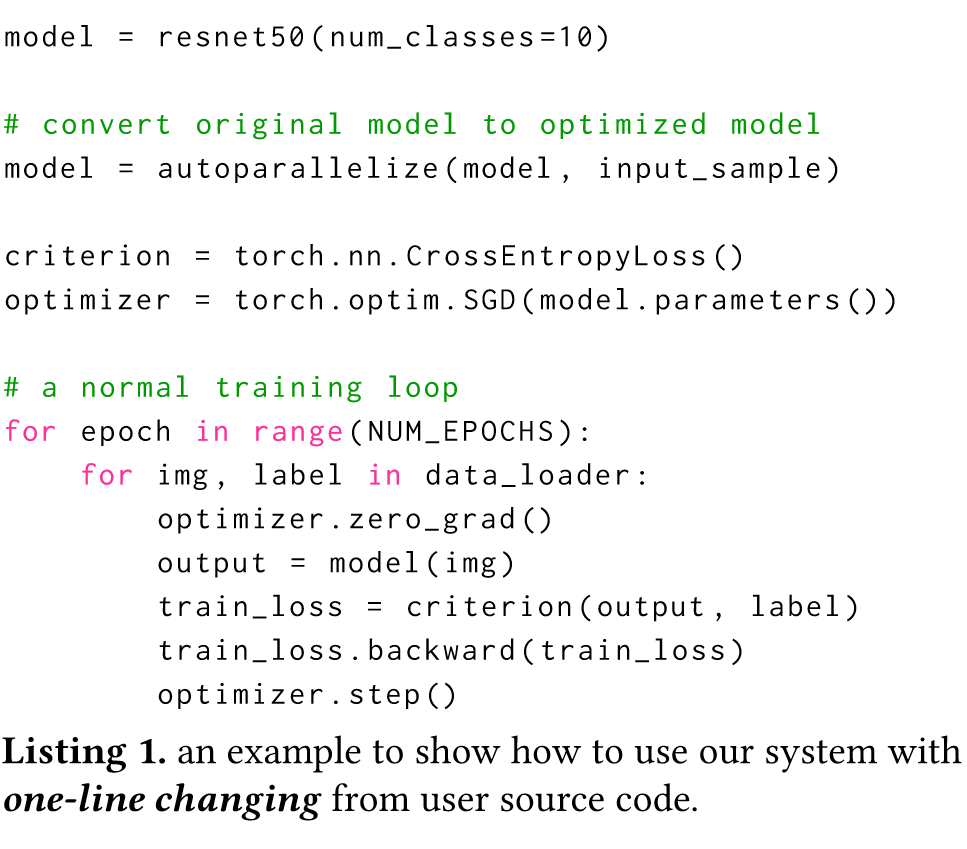 model = resnet50(num_classes=10)
# convert original model to optimized model
model = autoparallelize(model, input_sample)
criterion = torch.nn.CrossEntropyLoss()
optimizer = torch.optim.SGD(model.parameters())
# a normal training loop
for epoch in range(NUM_EPOCHS):
    for img, label in data_loader:
        optimizer.zero_grad()
        output = model(img)
        train_loss = criterion(output, label)
        train_loss.backward(train_loss)
        optimizer.step()
Listing 1. an example to show how to use our system with
one-line changing from user source code.